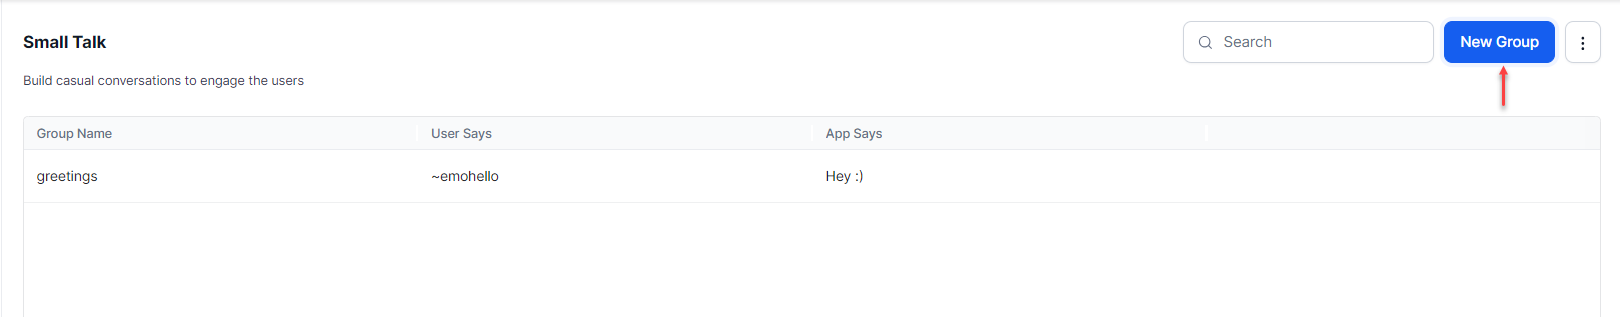 Small Talk
Search
New Group
Build casual conversations to engage the users
Group Name
User Says
App Says
greetings
~emohello
Hey :)